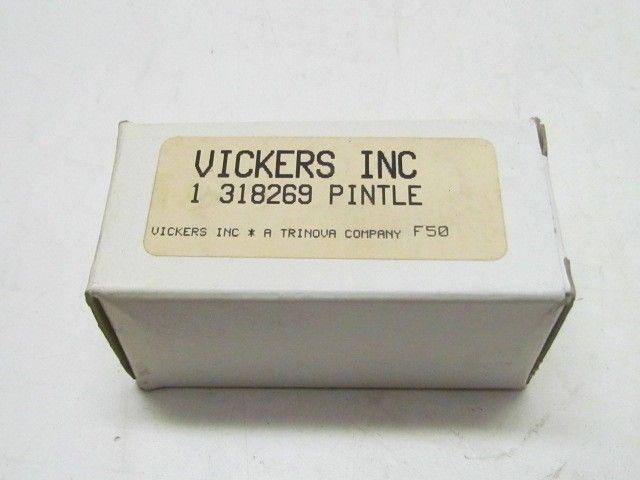 VICKERS INC
1 318269 PINTLE
VICKERS INC * A TRINOVA COMPANY F50